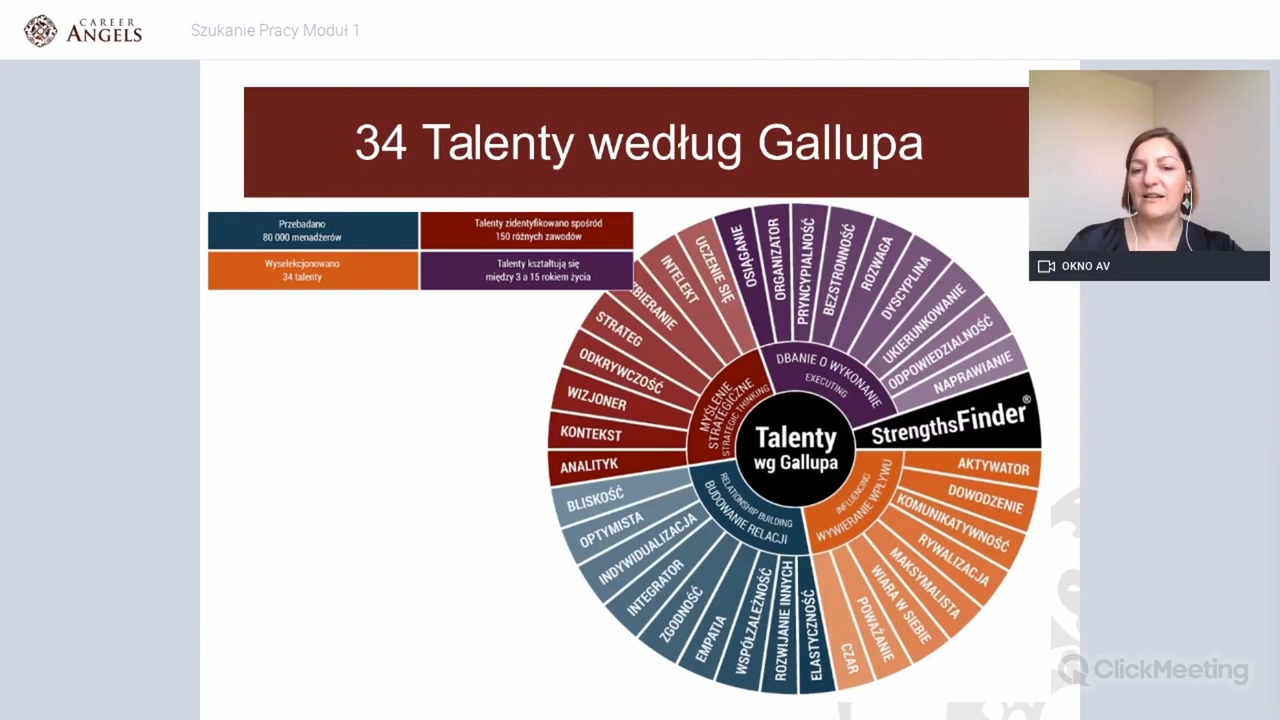 CAREER
ANGELS
Szukanie Pracy Moduł 1
34 Talenty według Gallupa
Przebadano
80 000 menadżerów
Talenty zidentyfikowano spośród
150 różnych zawodów
Wyselekcjonowano
34 talenty
Talenty kształtują się
między 3 a 15 rokiem życia
OKNO AV
OSIĄGANIE
ORGANIZATOR
PRYNCYPIALNOŚĆ
BEZSTRONNOŚĆ
ROZWAGA
DYSCYPLINA
UKIERUNKOWANIE
ODPOWIEDZIALNOŚĆ
NAPRAWIANIE
DBANIE O WYKONANIE
EXECUTING
StrengthsFinder®
AKTYWATOR
DOWODZENIE
KOMUNIKATYWNOŚĆ
RYWALIZACJA
MAKSYMALISTA
WIARA W SIEBIE
POWAŻANIE
CZAR
INFLUENCING
WYWIERANIE WPŁYWU
ELASTYCZNOŚĆ
ROZWIJANIE INNYCH
WSPÓŁZALEŻNOŚĆ
EMPATIA
ZGODNOŚĆ
INTEGRATOR
INDYWIDUALIZACJA
OPTYMISTA
BLISKOŚĆ
RELATIONSHIP BUILDING
BUDOWANIE RELACJI
ANALITYK
KONTEKST
WIZJONER
ODKRYWCZOŚĆ
STRATEG
BIERANIE
INTELEKT
UCZENIE SIĘ
MYŚLENIE
STRATEGICZNE
STRATEGIC THINKING
Talenty
wg Gallupa
ClickMeeting